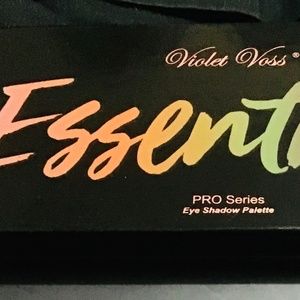 Violet Voss®
Essenti
PRO Series
Eye Shadow Palette